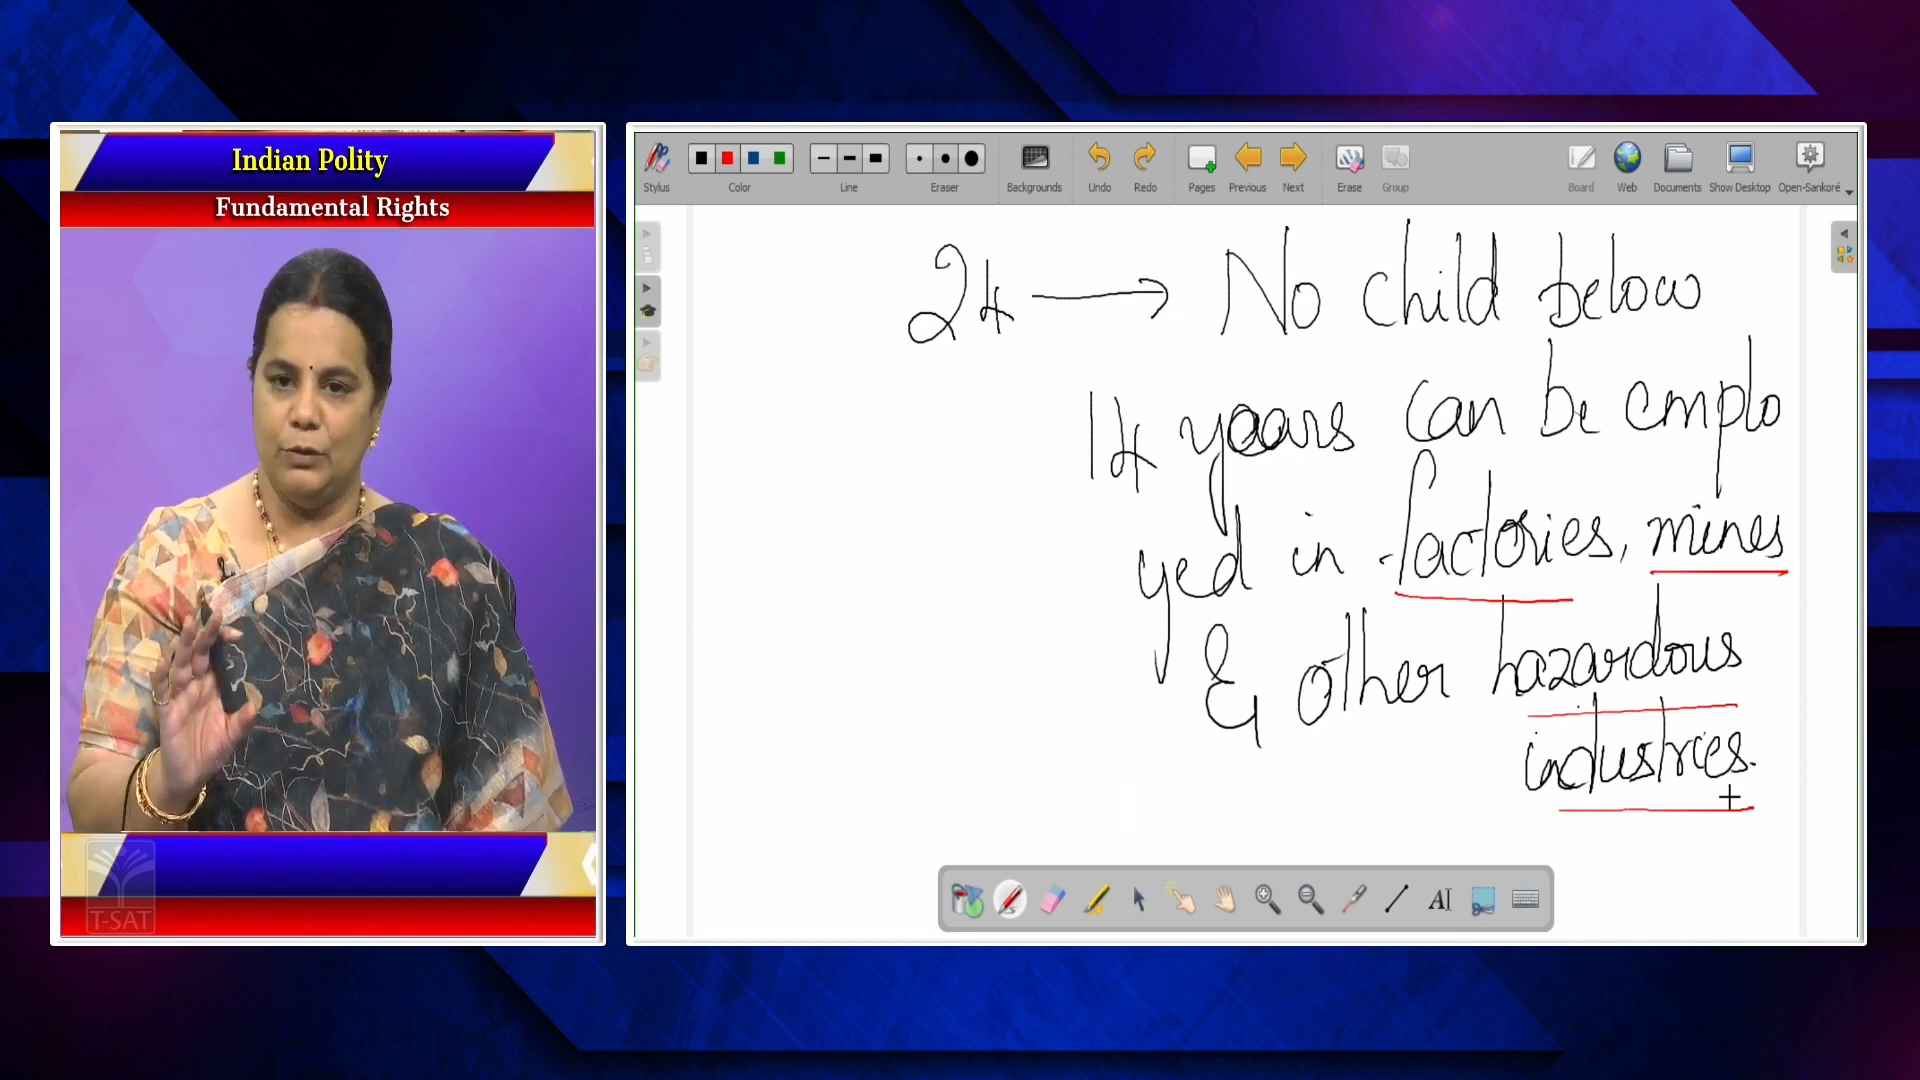 Indian Polity
Fundamental Rights
T-SAT
Stylus
Color
Line
Eraser
Backgrounds
Undo
Redo
Pages
Previous
Next
Erase
Group
Board
Web
Documents
Show Desktop
Open-Sankoré
24 → No child below
14 years can be emplo
yed in factories, mines
& other hazardous
industries.